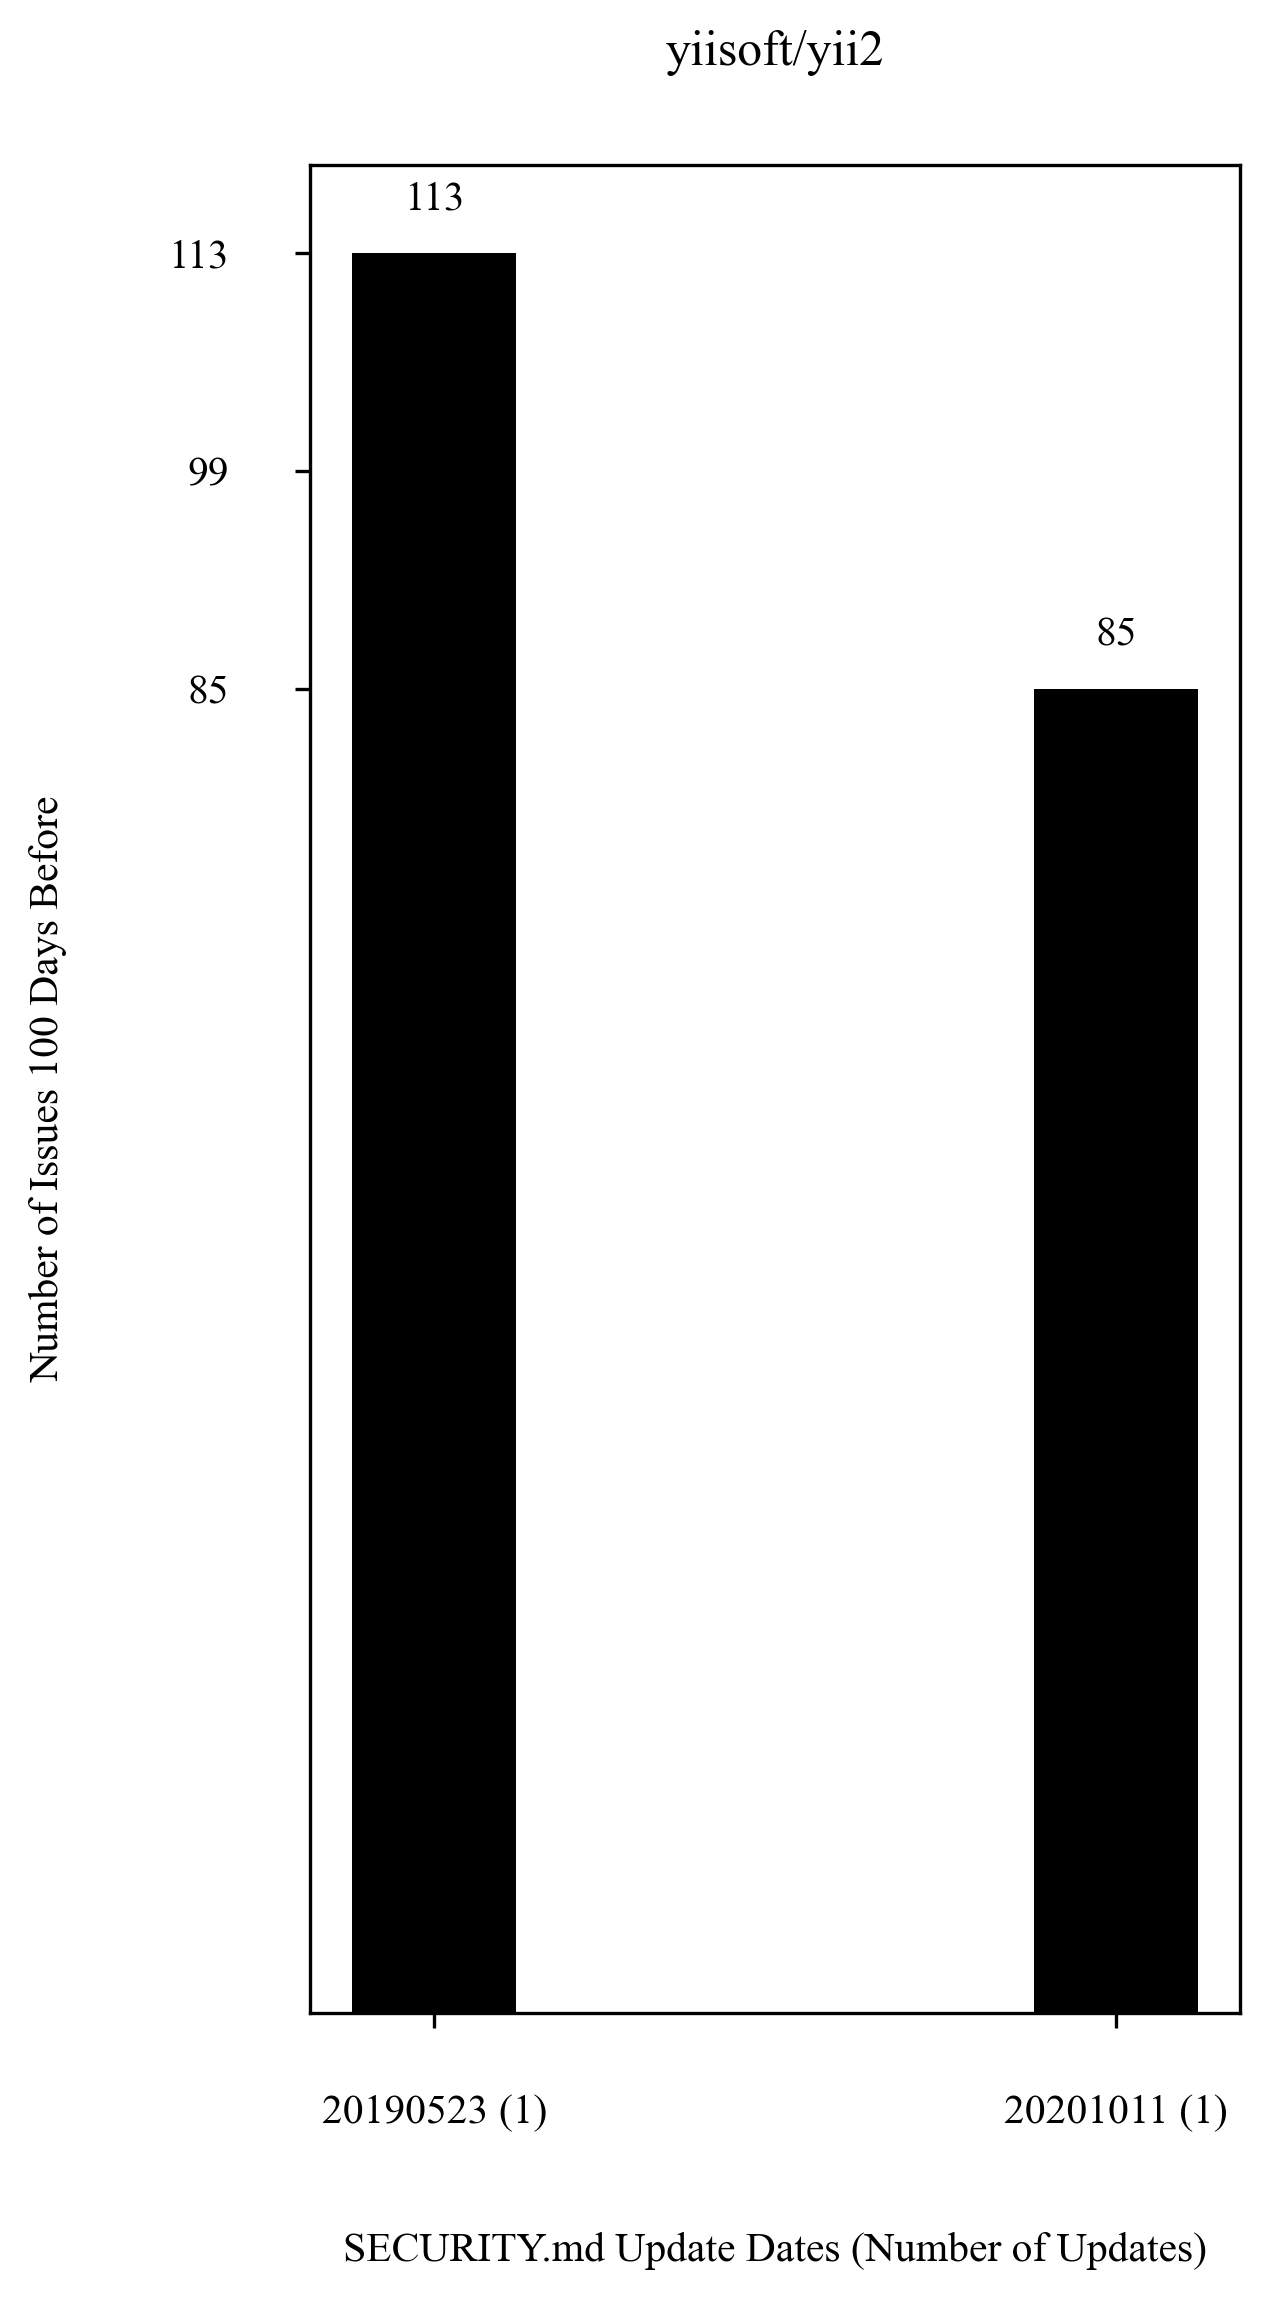 yiisoft/yii2
113
113
99
85
85
Number of Issues 100 Days Before
20190523 (1)
20201011 (1)
SECURITY.md Update Dates (Number of Updates)